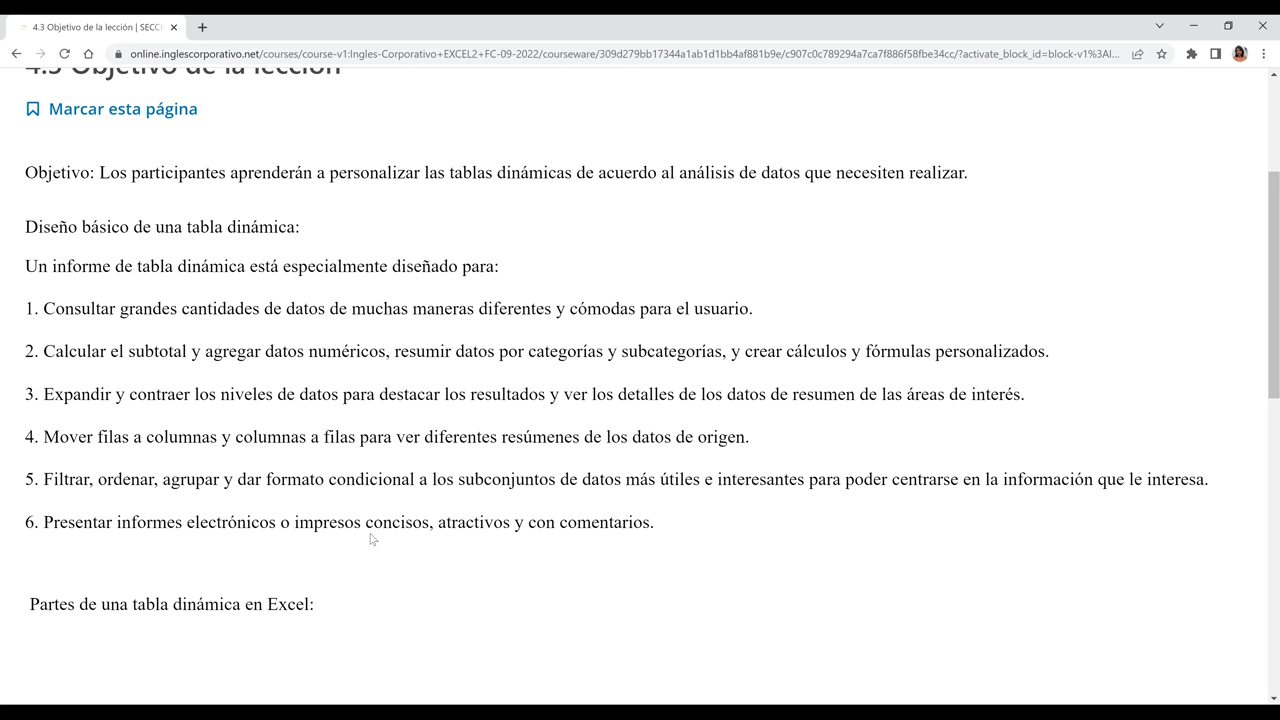 4.3 Objetivo de la lección | SECCI
online.inglescorporativo.net/courses/course-v1:Ingles-Corporativo+EXCEL2+FC-09-2022/courseware/309d279bb17344a1ab1d1bb4af881b9e/c907c0c789294a7ca7f886f58fbe34cc/?activate_block_id=block-v1%3AI...
4.3 Objetivo de la lección
Marcar esta página
Objetivo: Los participantes aprenderán a personalizar las tablas dinámicas de acuerdo al análisis de datos que necesiten realizar.
Diseño básico de una tabla dinámica:
Un informe de tabla dinámica está especialmente diseñado para:
1. Consultar grandes cantidades de datos de muchas maneras diferentes y cómodas para el usuario.
2. Calcular el subtotal y agregar datos numéricos, resumir datos por categorías y subcategorías, y crear cálculos y fórmulas personalizados.
3. Expandir y contraer los niveles de datos para destacar los resultados y ver los detalles de los datos de resumen de las áreas de interés.
4. Mover filas a columnas y columnas a filas para ver diferentes resúmenes de los datos de origen.
5. Filtrar, ordenar, agrupar y dar formato condicional a los subconjuntos de datos más útiles e interesantes para poder centrarse en la información que le interesa.
6. Presentar informes electrónicos o impresos concisos, atractivos y con comentarios.
Partes de una tabla dinámica en Excel: